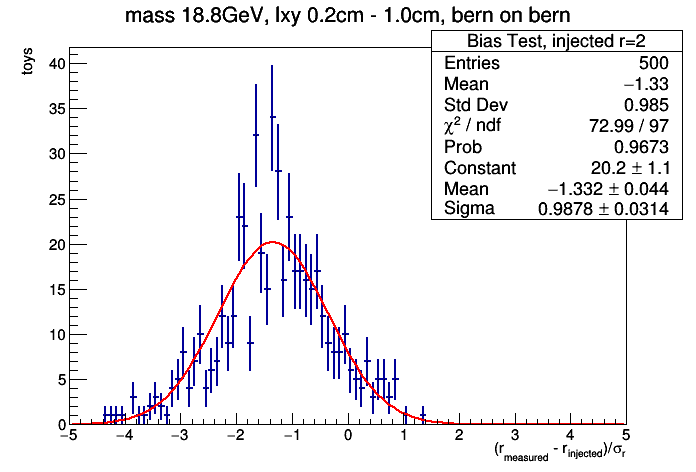 mass 18.8GeV, lxy 0.2cm - 1.0cm, bern on bern
Bias Test, injected r=2
Entries 500
Mean −1.33
Std Dev 0.985
χ² / ndf 72.99 / 97
Prob 0.9673
Constant 20.2 ± 1.1
Mean −1.332 ± 0.044
Sigma 0.9878 ± 0.0314
toys
40
35
30
25
20
15
10
5
0
−5 −4 −3 −2 −1 0 1 2 3 4 5
(r_measured - r_injected)/σ_r